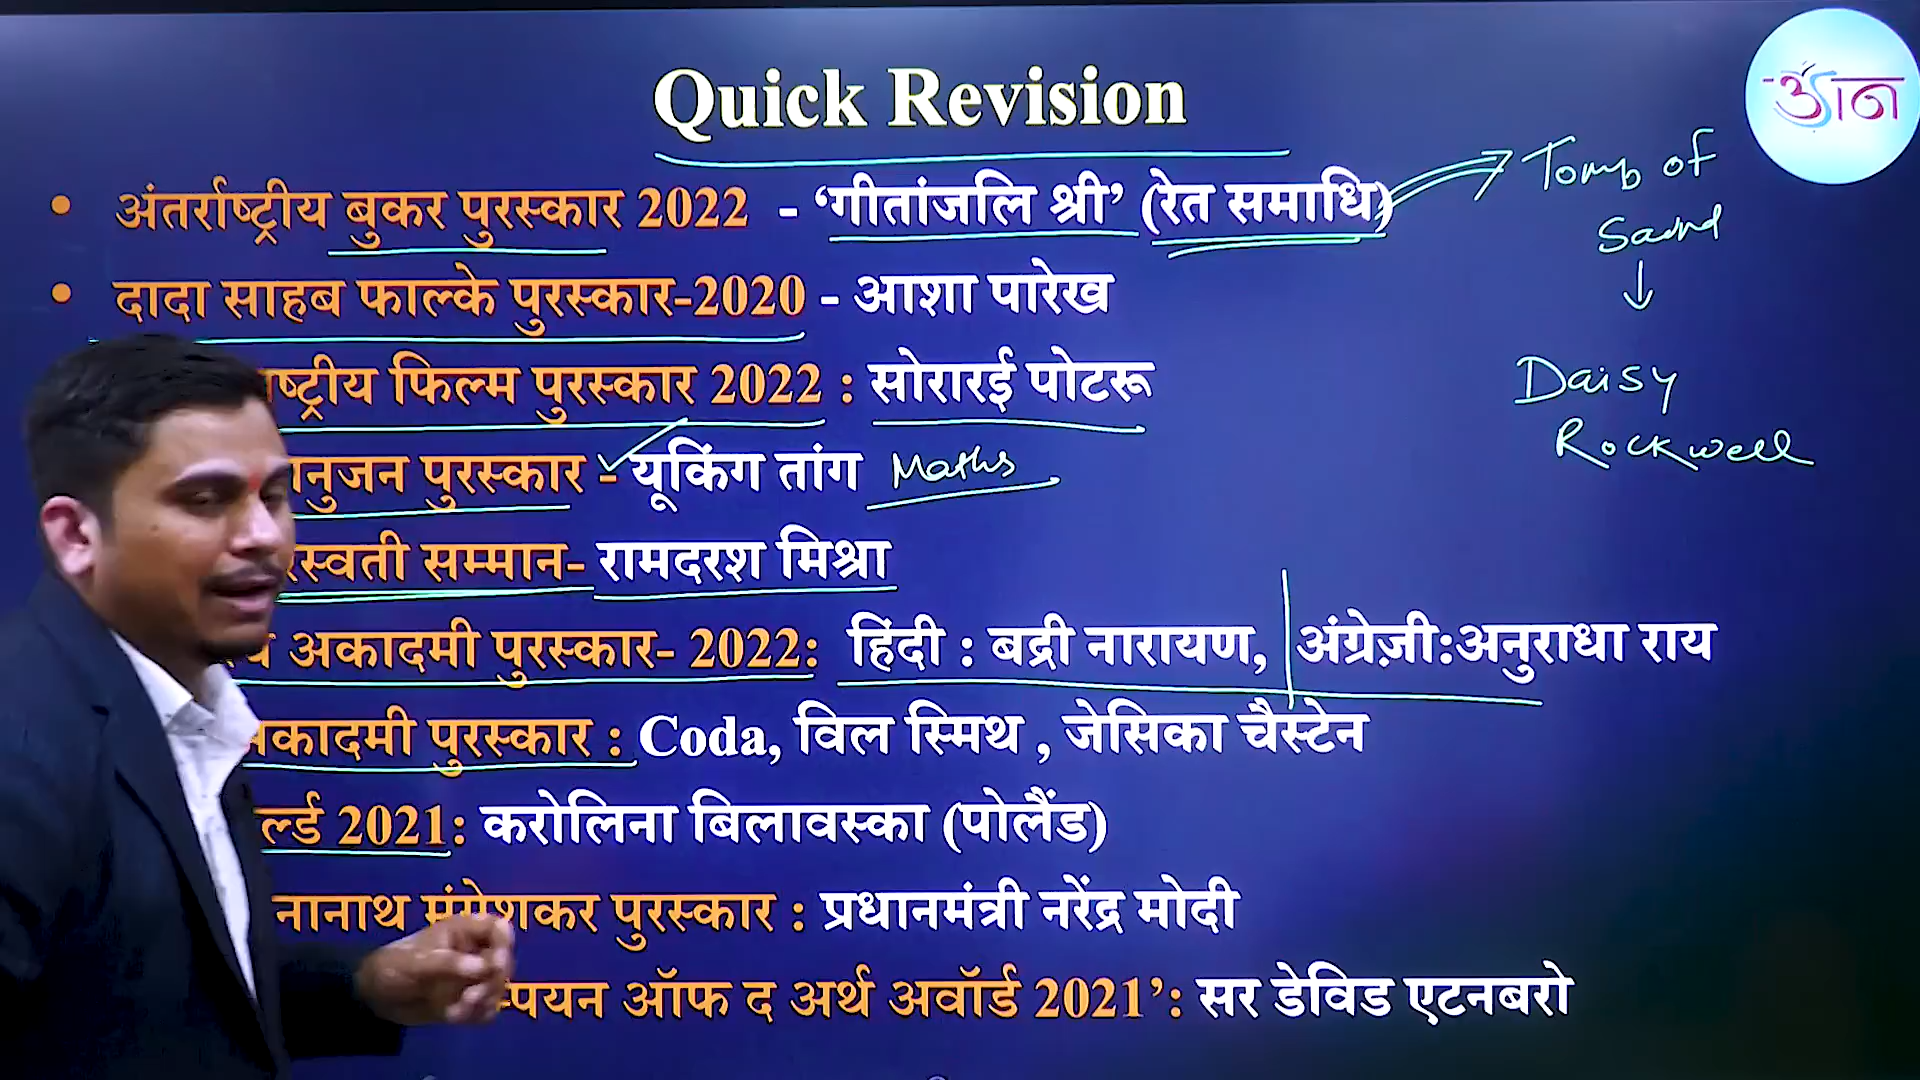 Quick Revision
उड़ान
• अंतर्राष्ट्रीय बुकर पुरस्कार 2022 - ‘गीतांजलि श्री’ (रेत समाधि)
Tomb of
Sand
• दादा साहब फाल्के पुरस्कार-2020 - आशा पारेख
ष्ट्रीय फिल्म पुरस्कार 2022 : सोरारई पोटरू
Daisy
Rockwell
नुजन पुरस्कार - यूकिंग तांग Maths
रस्वती सम्मान- रामदरश मिश्रा
अकादमी पुरस्कार- 2022: हिंदी : बद्री नारायण, अंग्रेज़ी:अनुराधा राय
कादमी पुरस्कार : Coda, विल स्मिथ , जेसिका चैस्टेन
र्ल्ड 2021: करोलिना बिलावस्का (पोलैंड)
नानाथ मंगेशकर पुरस्कार : प्रधानमंत्री नरेंद्र मोदी
पियन ऑफ द अर्थ अवॉर्ड 2021’: सर डेविड एटनबरो